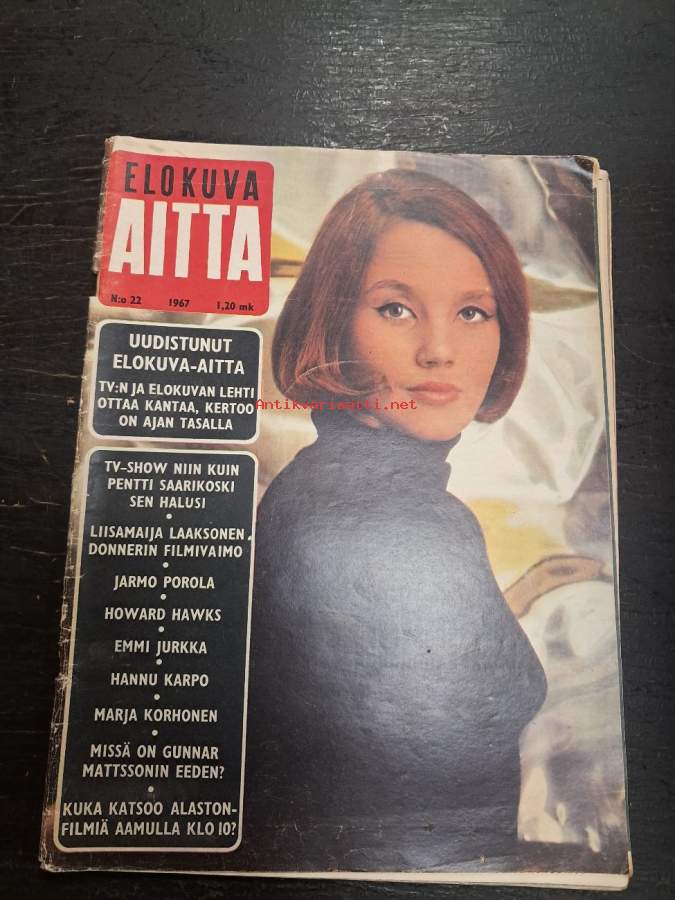 ELOKUVA
AITTA
N:o 22 1967 1,20 mk
UUDISTUNUT
ELOKUVA-AITTA
TV:N JA ELOKUVAN LEHTI
OTTAA KANTAA, KERTOO
ON AJAN TASALLA
Antikvariaatti.net
TV-SHOW NIIN KUIN
PENTTI SAARIKOSKI
SEN HALUSI
•
LIISAMAIJA LAAKSONEN,
DONNERIN FILMIVAIMO
•
JARMO POROLA
•
HOWARD HAWKS
•
EMMI JURKKA
•
HANNU KARPO
•
MARJA KORHONEN
•
MISSÄ ON GUNNAR
MATTSSONIN EEDEN?
•
KUKA KATSOO ALASTON-
FILMIÄ AAMULLA KLO 10?